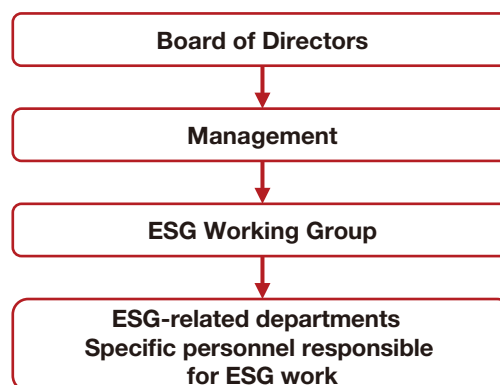 Board of Directors
Management
ESG Working Group
ESG-related departments
Specific personnel responsible
for ESG work